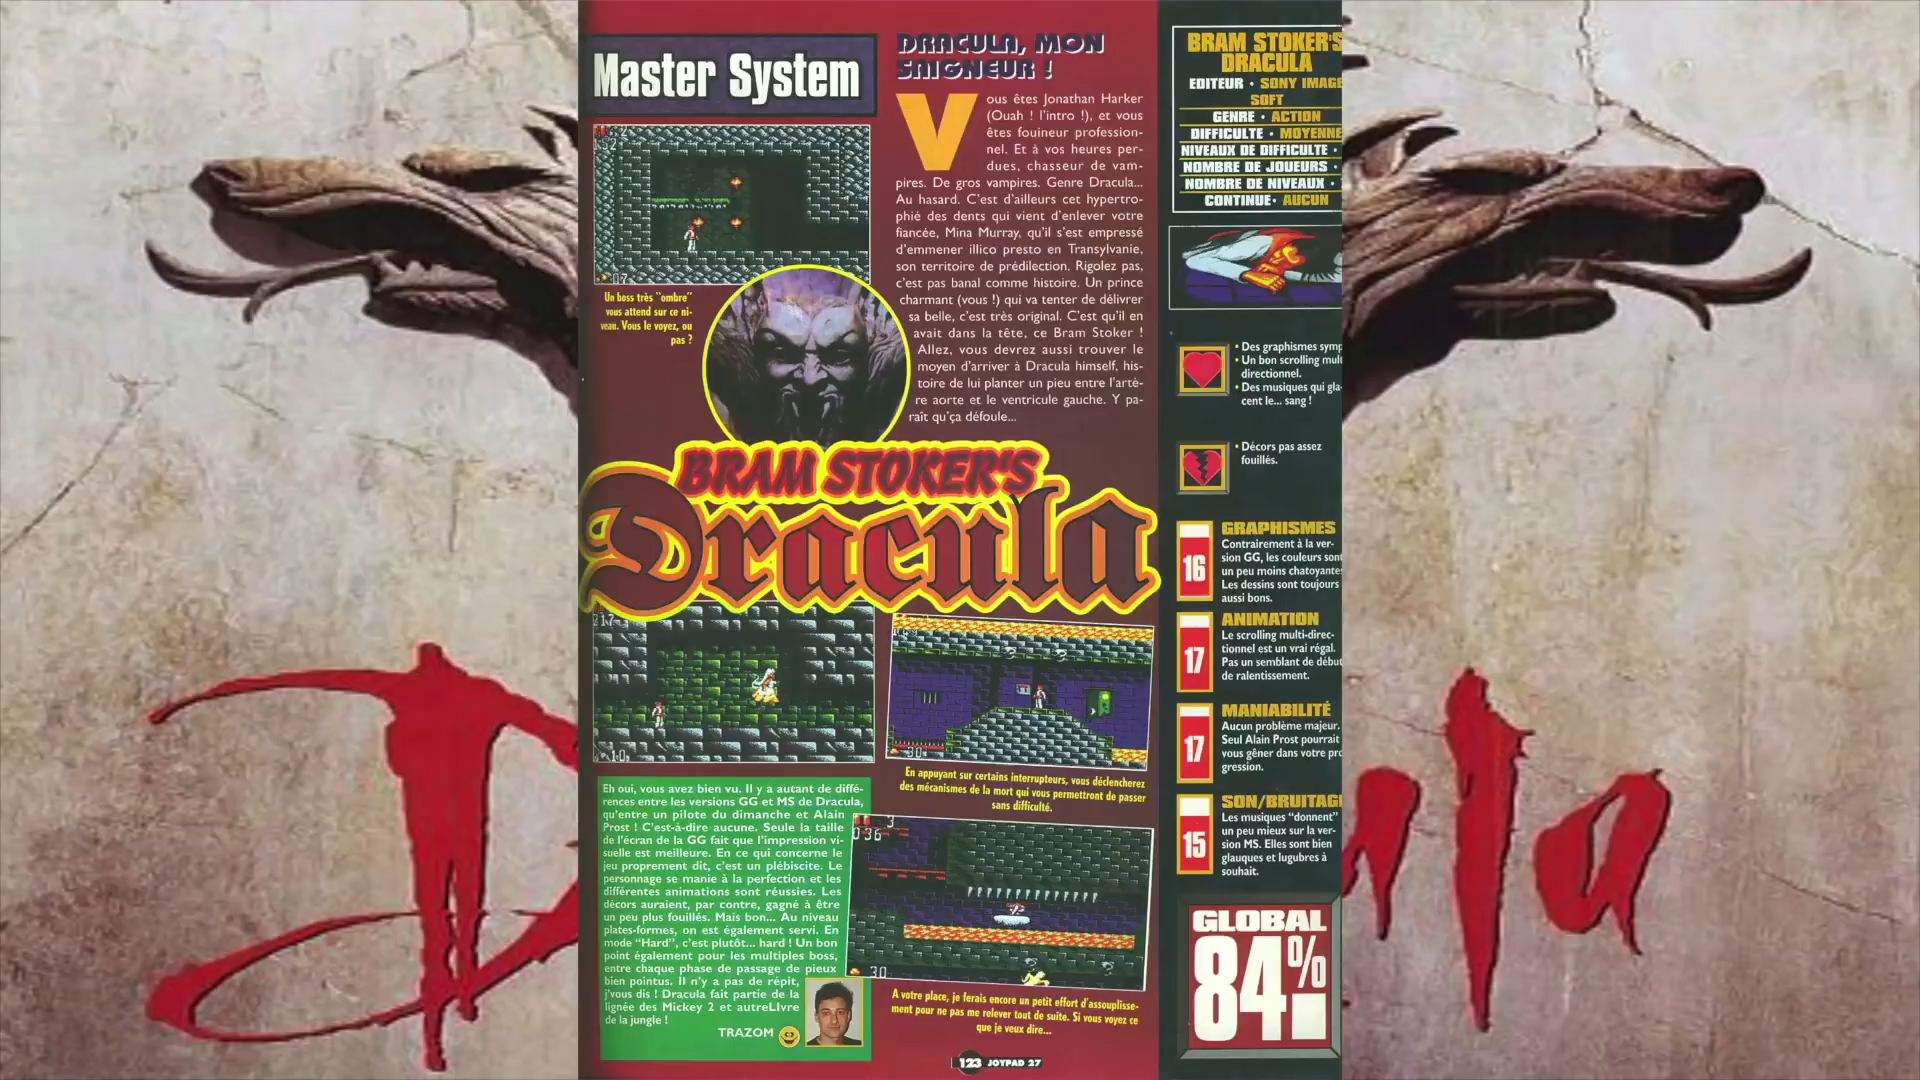 Master System
DRACULA, MON
SAIGNEUR !
Vous êtes Jonathan Harker
(Ouah ! l'intro !), et vous
êtes fouineur profession-
nel. Et à vos heures per-
dues, chasseur de vam-
pires. De gros vampires. Genre Dracula...
Au hasard. C'est d'ailleurs cet hypertro-
phié des dents qui vient d'enlever votre
fiancée, Mina Murray, qu'il s'est empressé
d'emmener illico presto en Transylvanie,
son territoire de prédilection. Rigolez pas,
c'est pas banal comme histoire. Un prince
charmant (vous !) qui va tenter de délivrer
sa belle, c'est très original. C'est qu'il en
avait dans la tête, ce Bram Stoker !
Allez, vous devrez aussi trouver le
moyen d'arriver à Dracula himself, his-
toire de lui planter un pieu entre l'artè-
re aorte et le ventricule gauche. Y pa-
raît qu'ça défoule...
Un boss très "ombre"
vous attend sur ce ni-
veau. Vous le voyez, ou
pas ?
BRAM STOKER'S
Dracula
En appuyant sur certains interrupteurs, vous déclencherez
des mécanismes de la mort qui vous permettront de passer
sans difficulté.
Eh oui, vous avez bien vu. Il y a autant de diffé-
rences entre les versions GG et MS de Dracula,
qu'entre un pilote du dimanche et Alain
Prost ! C'est-à-dire aucune. Seule la taille
de l'écran de la GG fait que l'impression vi-
suelle est meilleure. En ce qui concerne le
jeu proprement dit, c'est un plébiscite. Le
personnage se manie à la perfection et les
différentes animations sont réussies. Les
décors auraient, par contre, gagné à être
un peu plus fouillés. Mais bon... Au niveau
plates-formes, on est également servi. En
mode "Hard", c'est plutôt... hard ! Un bon
point également pour les multiples boss,
entre chaque phase de passage de pieux
bien pointus. Il n'y a pas de répit,
j'vous dis ! Dracula fait partie de la
lignée des Mickey 2 et autreLIvre
de la jungle !
TRAZOM
3
0 36
30
A votre place, je ferais encore un petit effort d'assouplisse-
ment pour ne pas me relever tout de suite. Si vous voyez ce
que je veux dire...
123 JOYPAD 27
BRAM STOKER'S
DRACULA
EDITEUR • SONY IMAGE
SOFT
GENRE • ACTION
DIFFICULTE • MOYENNE
NIVEAUX DE DIFFICULTE •
NOMBRE DE JOUEURS •
NOMBRE DE NIVEAUX •
CONTINUE • AUCUN
• Des graphismes symp
• Un bon scrolling mul
directionnel.
• Des musiques qui gla-
cent le... sang !
• Décors pas assez
fouillés.
GRAPHISMES
16
Contrairement à la ver-
sion GG, les couleurs sont
un peu moins chatoyantes
Les dessins sont toujours
aussi bons.
ANIMATION
17
Le scrolling multi-direc-
tionnel est un vrai régal.
Pas un semblant de début
de ralentissement.
MANIABILITÉ
17
Aucun problème majeur.
Seul Alain Prost pourrait
vous gêner dans votre pro
gression.
SON/BRUITAG
15
Les musiques "donnent"
un peu mieux sur la ver-
sion MS. Elles sont bien
glauques et lugubres à
souhait.
GLOBAL
84%